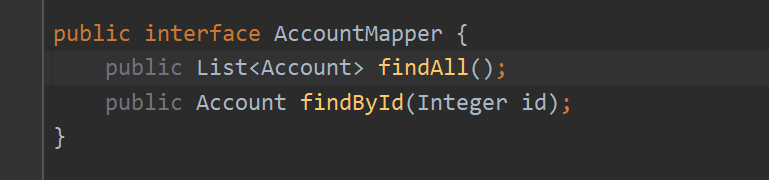 public interface AccountMapper {
    public List<Account> findAll();
    public Account findById(Integer id);
}